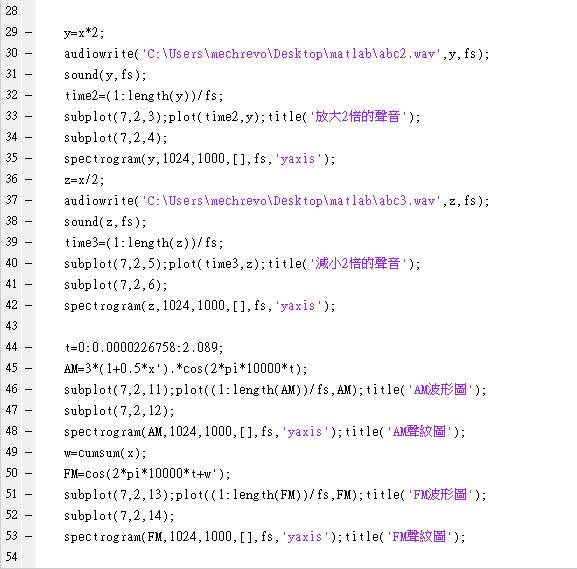 28
29 — y=x*2;
30 — audiowrite('C:\Users\mechrevo\Desktop\matlab\abc2.wav',y,fs);
31 — sound(y,fs);
32 — time2=(1:length(y))/fs;
33 — subplot(7,2,3);plot(time2,y);title('放大2倍的聲音');
34 — subplot(7,2,4);
35 — spectrogram(y,1024,1000,[],fs,'yaxis');
36 — z=x/2;
37 — audiowrite('C:\Users\mechrevo\Desktop\matlab\abc3.wav',z,fs);
38 — sound(z,fs);
39 — time3=(1:length(z))/fs;
40 — subplot(7,2,5);plot(time3,z);title('減小2倍的聲音');
41 — subplot(7,2,6);
42 — spectrogram(z,1024,1000,[],fs,'yaxis');
43
44 — t=0:0.0000226758:2.089;
45 — AM=3*(1+0.5*x').*cos(2*pi*10000*t);
46 — subplot(7,2,11);plot((1:length(AM))/fs,AM);title('AM波形圖');
47 — subplot(7,2,12);
48 — spectrogram(AM,1024,1000,[],fs,'yaxis');title('AM聲紋圖');
49 — w=cumsum(x);
50 — FM=cos(2*pi*10000*t+w');
51 — subplot(7,2,13);plot((1:length(FM))/fs,FM);title('FM波形圖');
52 — subplot(7,2,14);
53 — spectrogram(FM,1024,1000,[],fs,'yaxis');title('FM聲紋圖');
54